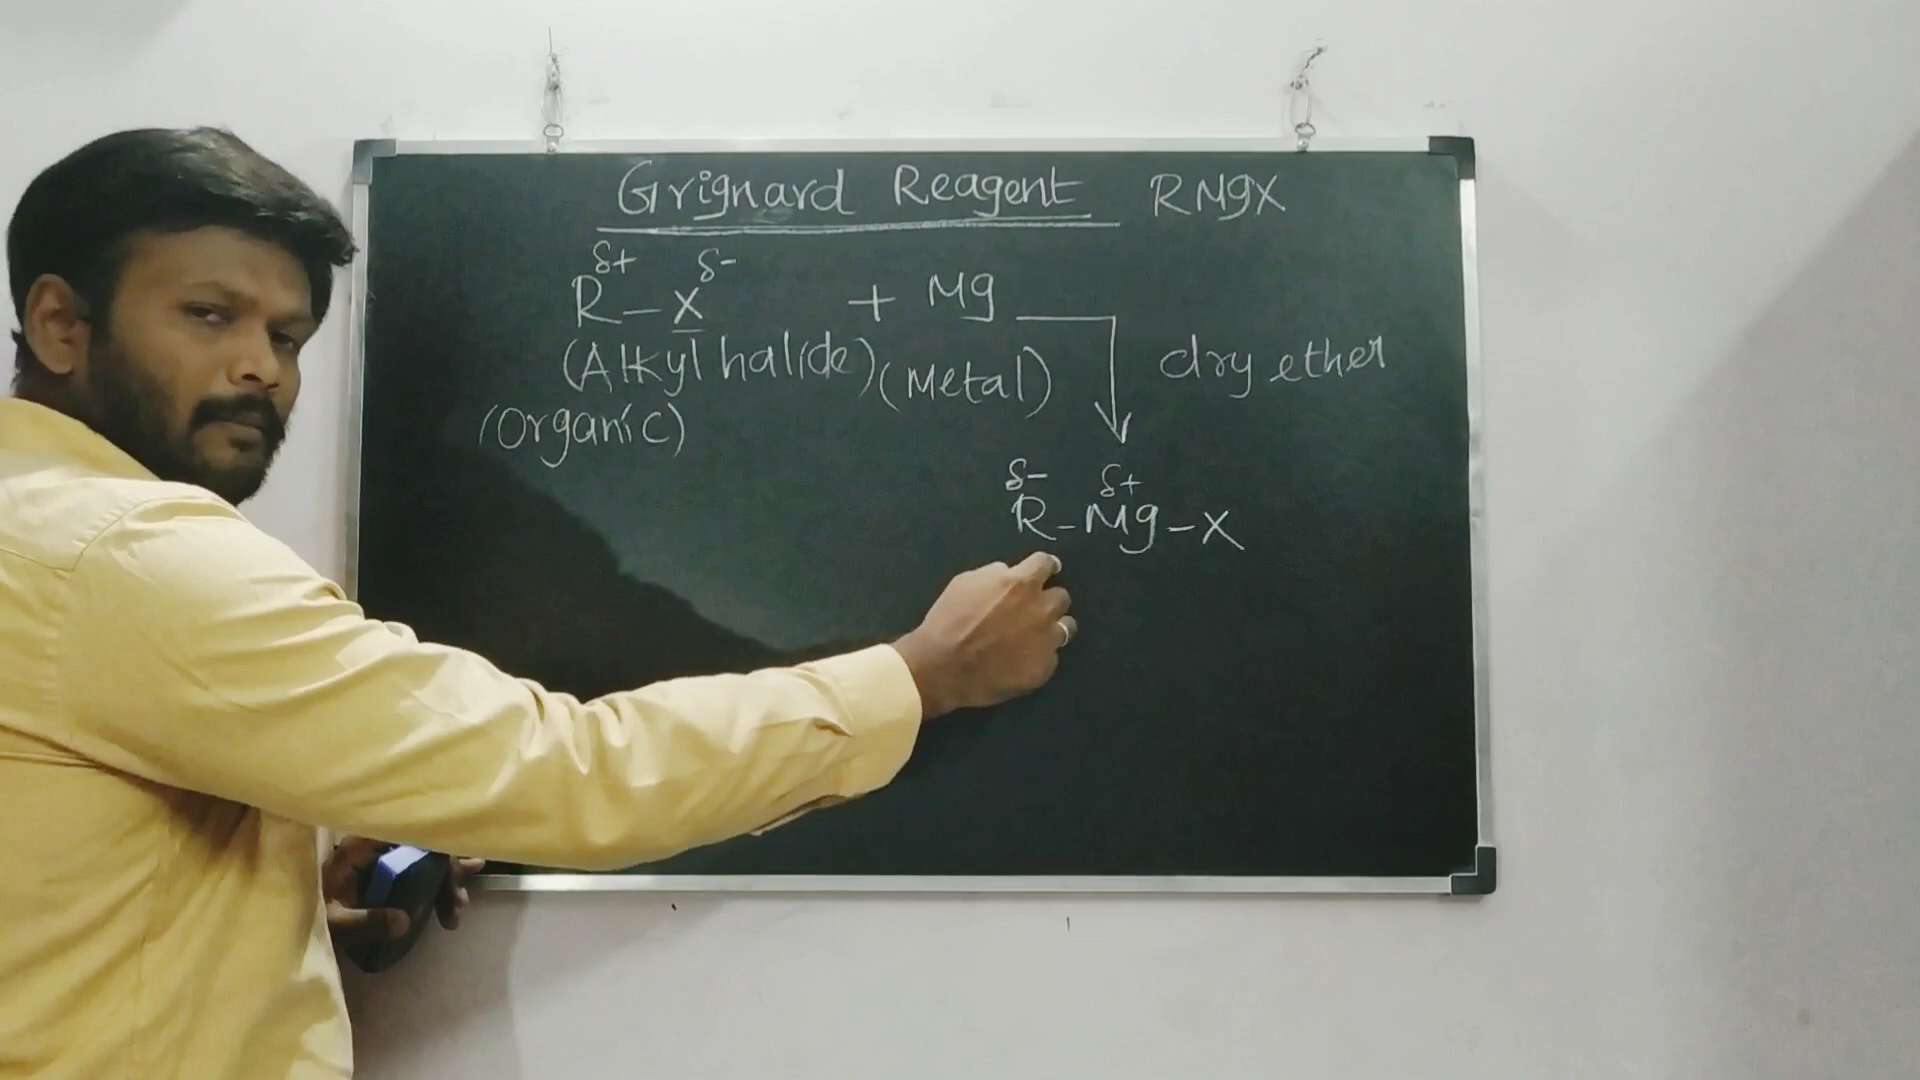 Grignard Reagent RMgX
δ+ δ-
R - X + Mg
(Alkyl halide) (Metal) dry ether
(Organic)
δ- δ+
R - Mg - X